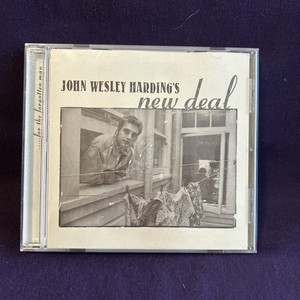 JOHN WESLEY HARDING'S
new deal
...for the forgotten man